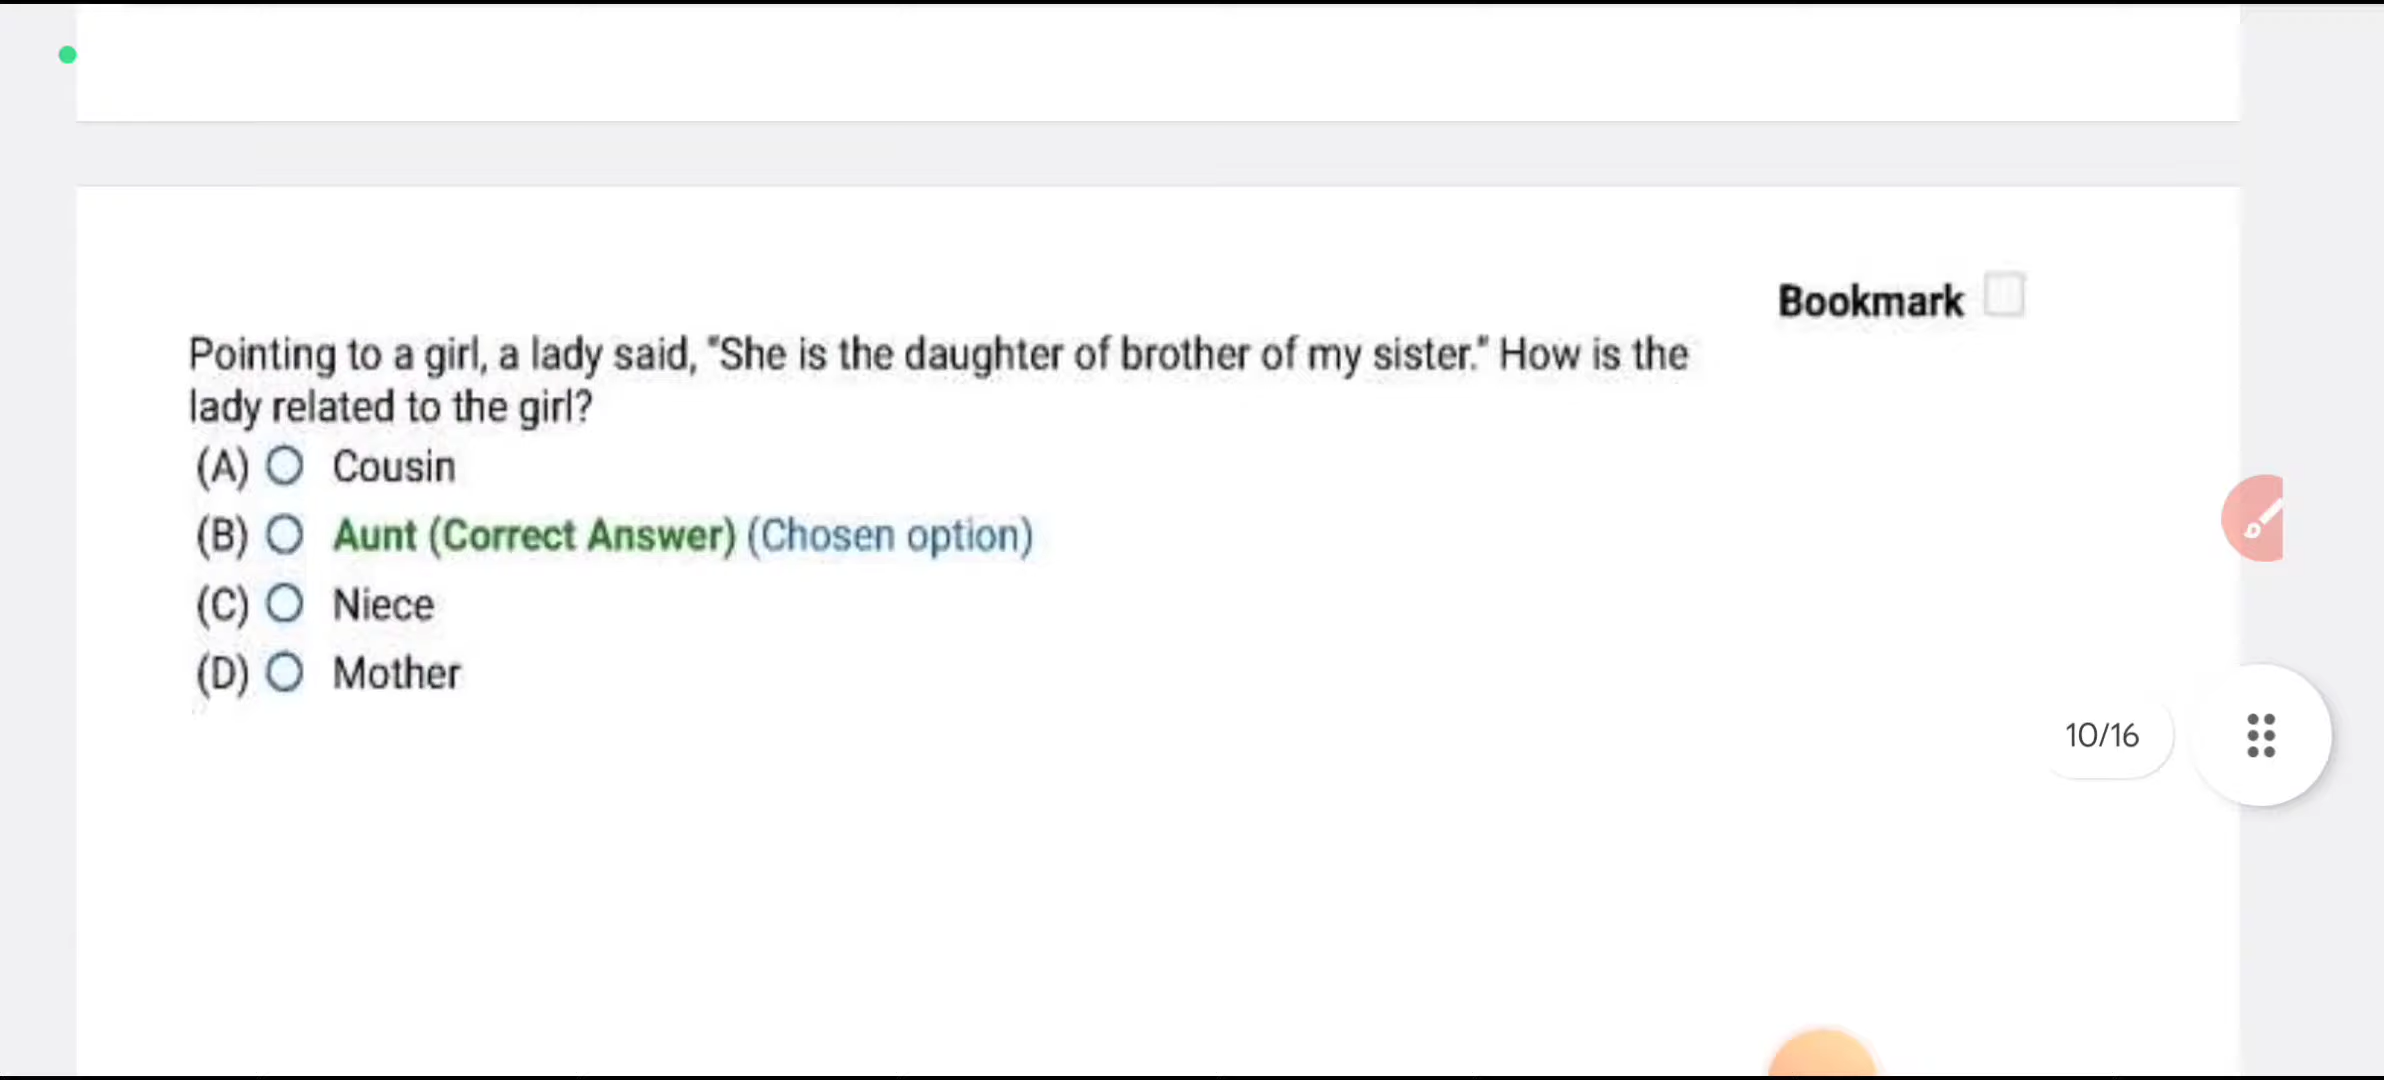 Bookmark
Pointing to a girl, a lady said, "She is the daughter of brother of my sister." How is the
lady related to the girl?
(A) Cousin
(B) Aunt (Correct Answer) (Chosen option)
(C) Niece
(D) Mother
10/16